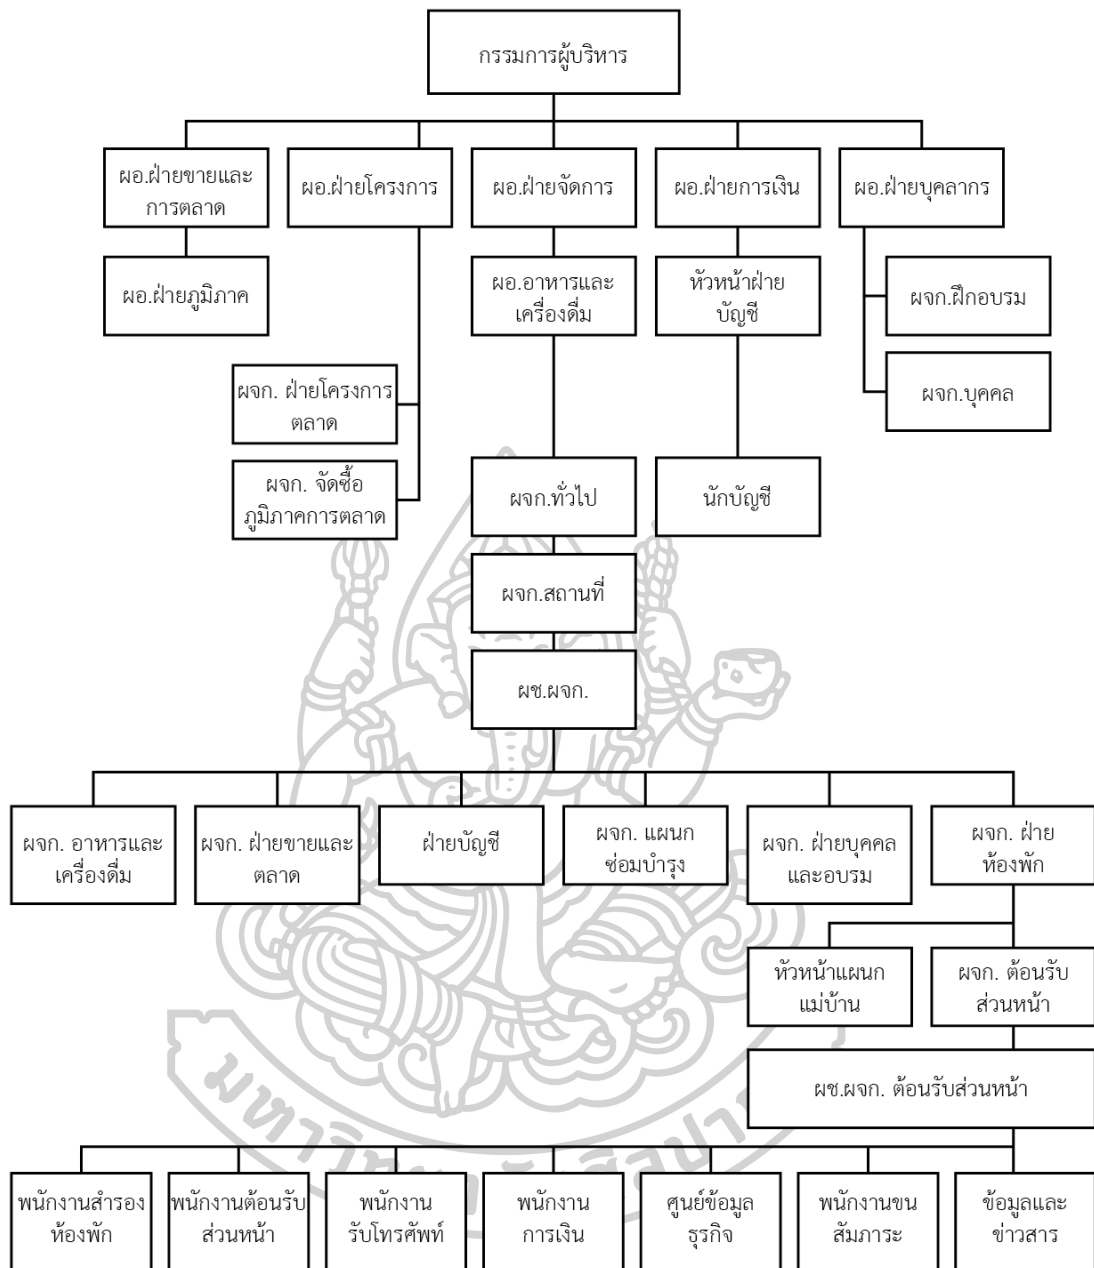 กรรมการผู้บริหาร
ผอ.ฝ่ายขายและ
การตลาด
ผอ.ฝ่ายโครงการ
ผอ.ฝ่ายจัดการ
ผอ.ฝ่ายการเงิน
ผอ.ฝ่ายบุคลากร
ผอ.ฝ่ายภูมิภาค
ผอ.อาหารและ
เครื่องดื่ม
หัวหน้าฝ่าย
บัญชี
ผจก.ฝึกอบรม
ผจก. ฝ่ายโครงการ
ตลาด
ผจก.บุคคล
ผจก. จัดซื้อ
ภูมิภาคการตลาด
ผจก.ทั่วไป
นักบัญชี
ผจก.สถานที่
ผช.ผจก.
ผจก. อาหารและ
เครื่องดื่ม
ผจก. ฝ่ายขายและ
ตลาด
ฝ่ายบัญชี
ผจก. แผนก
ซ่อมบำรุง
ผจก. ฝ่ายบุคคล
และอบรม
ผจก. ฝ่าย
ห้องพัก
หัวหน้าแผนก
แม่บ้าน
ผจก. ต้อนรับ
ส่วนหน้า
ผช.ผจก. ต้อนรับส่วนหน้า
พนักงานสำรอง
ห้องพัก
พนักงานต้อนรับ
ส่วนหน้า
พนักงาน
รับโทรศัพท์
พนักงาน
การเงิน
ศูนย์ข้อมูล
ธุรกิจ
พนักงานขน
สัมภาระ
ข้อมูลและ
ข่าวสาร